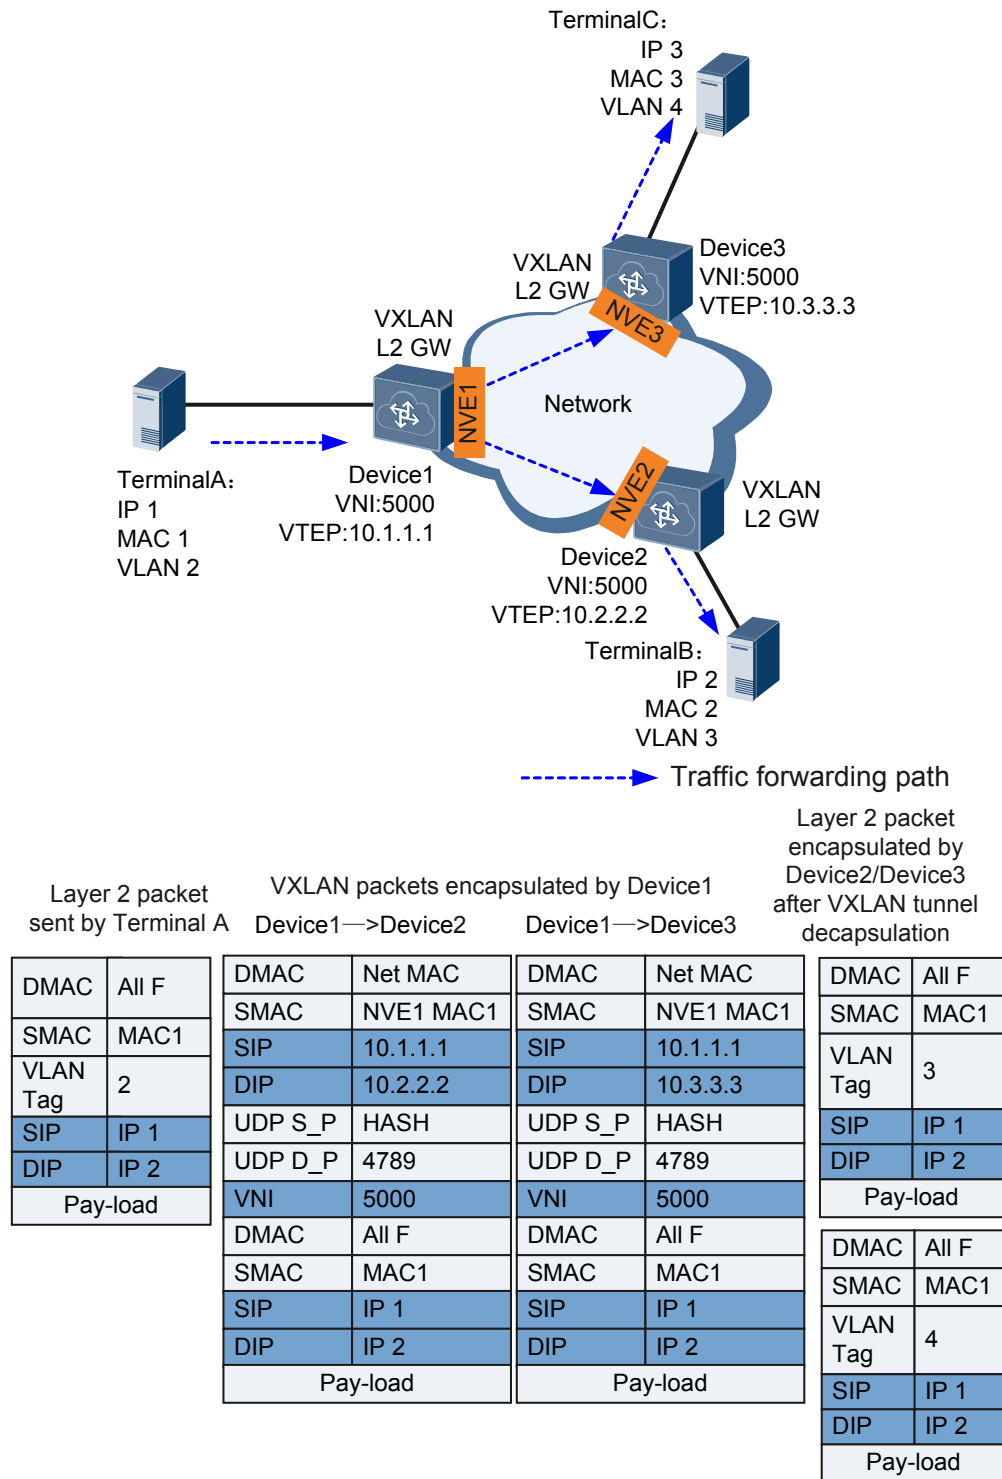 TerminalC：
IP 3
MAC 3
VLAN 4
VXLAN
L2 GW
Device3
VNI:5000
VTEP:10.3.3.3
NVE3
VXLAN
L2 GW
NVE1
Network
TerminalA：
IP 1
MAC 1
VLAN 2
Device1
VNI:5000
VTEP:10.1.1.1
NVE2
VXLAN
L2 GW
Device2
VNI:5000
VTEP:10.2.2.2
TerminalB：
IP 2
MAC 2
VLAN 3
Traffic forwarding path
Layer 2 packet
sent by Terminal A
DMAC All F
SMAC MAC1
VLAN
Tag 2
SIP IP 1
DIP IP 2
Pay-load
VXLAN packets encapsulated by Device1
Device1—>Device2
DMAC Net MAC
SMAC NVE1 MAC1
SIP 10.1.1.1
DIP 10.2.2.2
UDP S_P HASH
UDP D_P 4789
VNI 5000
DMAC All F
SMAC MAC1
SIP IP 1
DIP IP 2
Pay-load
Device1—>Device3
DMAC Net MAC
SMAC NVE1 MAC1
SIP 10.1.1.1
DIP 10.3.3.3
UDP S_P HASH
UDP D_P 4789
VNI 5000
DMAC All F
SMAC MAC1
SIP IP 1
DIP IP 2
Pay-load
Layer 2 packet
encapsulated by
Device2/Device3
after VXLAN tunnel
decapsulation
DMAC All F
SMAC MAC1
VLAN
Tag 3
SIP IP 1
DIP IP 2
Pay-load
DMAC All F
SMAC MAC1
VLAN
Tag 4
SIP IP 1
DIP IP 2
Pay-load